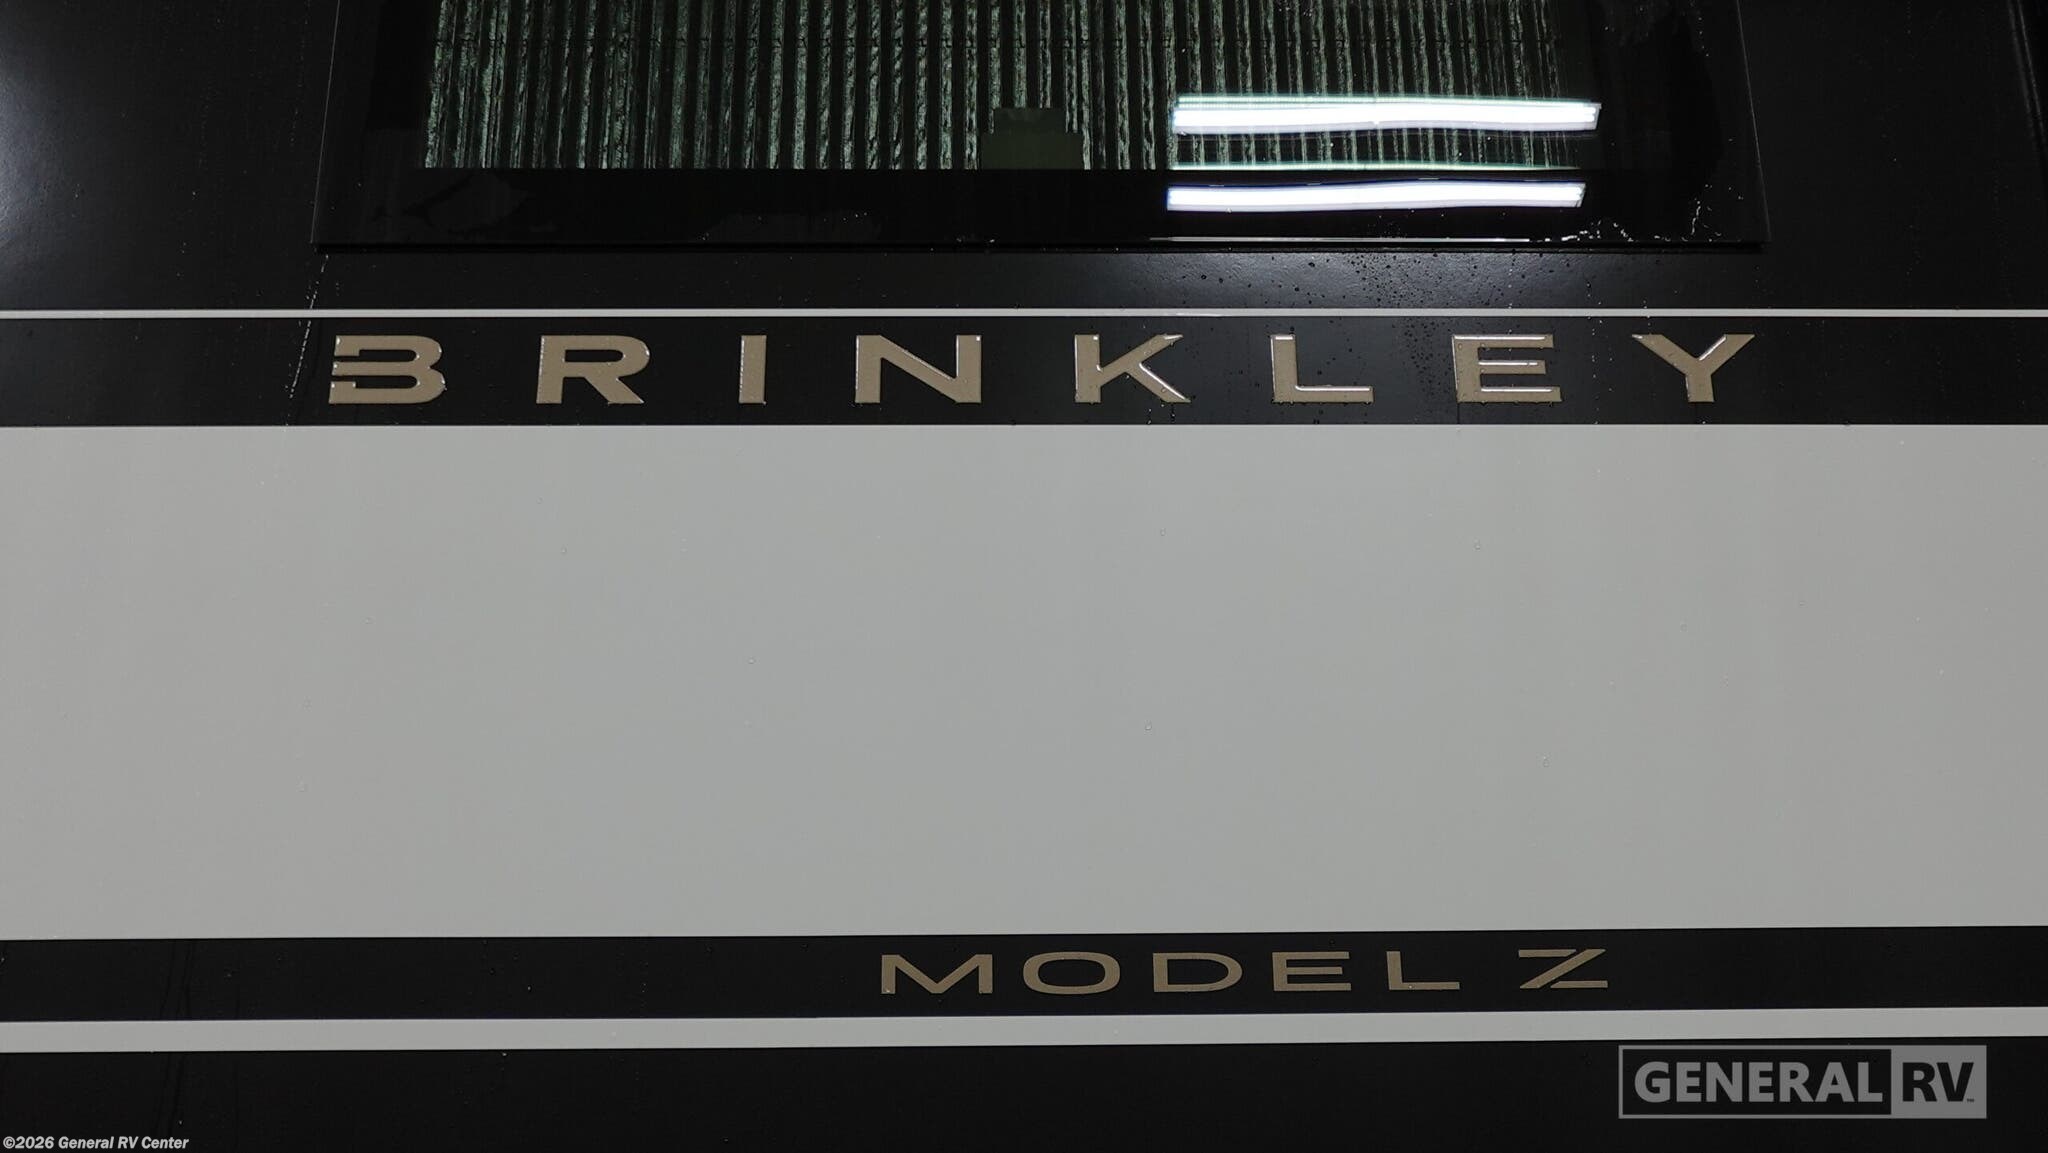 BRINKLEY
MODEL Z
GENERAL RV
©2026 General RV Center